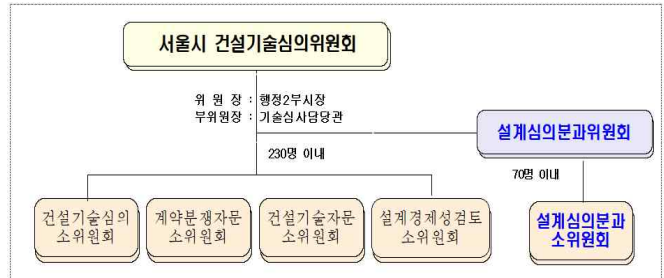 서울시 건설기술심의위원회
위 원 장 : 행정2부시장
부위원장 : 기술심사담당관
설계심의분과위원회
230명 이내
70명 이내
건설기술심의
소위원회
계약분쟁자문
소위원회
건설기술자문
소위원회
설계경제성검토
소위원회
설계심의분과
소위원회